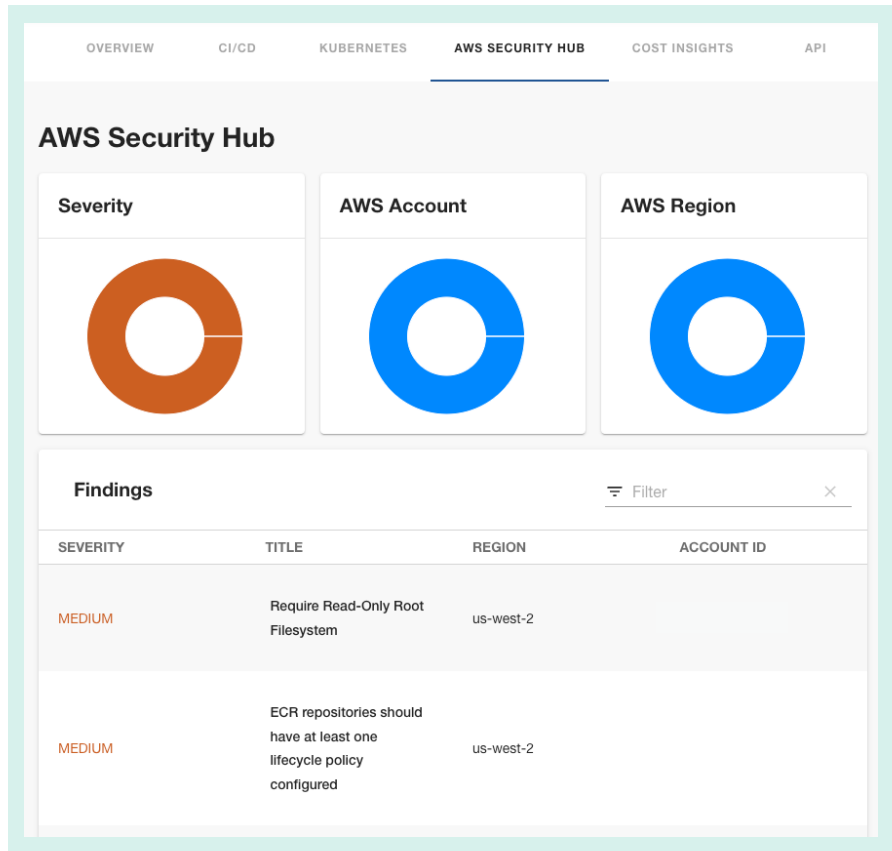 OVERVIEW CI/CD KUBERNETES AWS SECURITY HUB COST INSIGHTS API
AWS Security Hub
Severity
AWS Account
AWS Region
Findings
Filter
SEVERITY TITLE REGION ACCOUNT ID
MEDIUM
Require Read-Only Root
Filesystem
us-west-2
MEDIUM
ECR repositories should
have at least one
lifecycle policy
configured
us-west-2